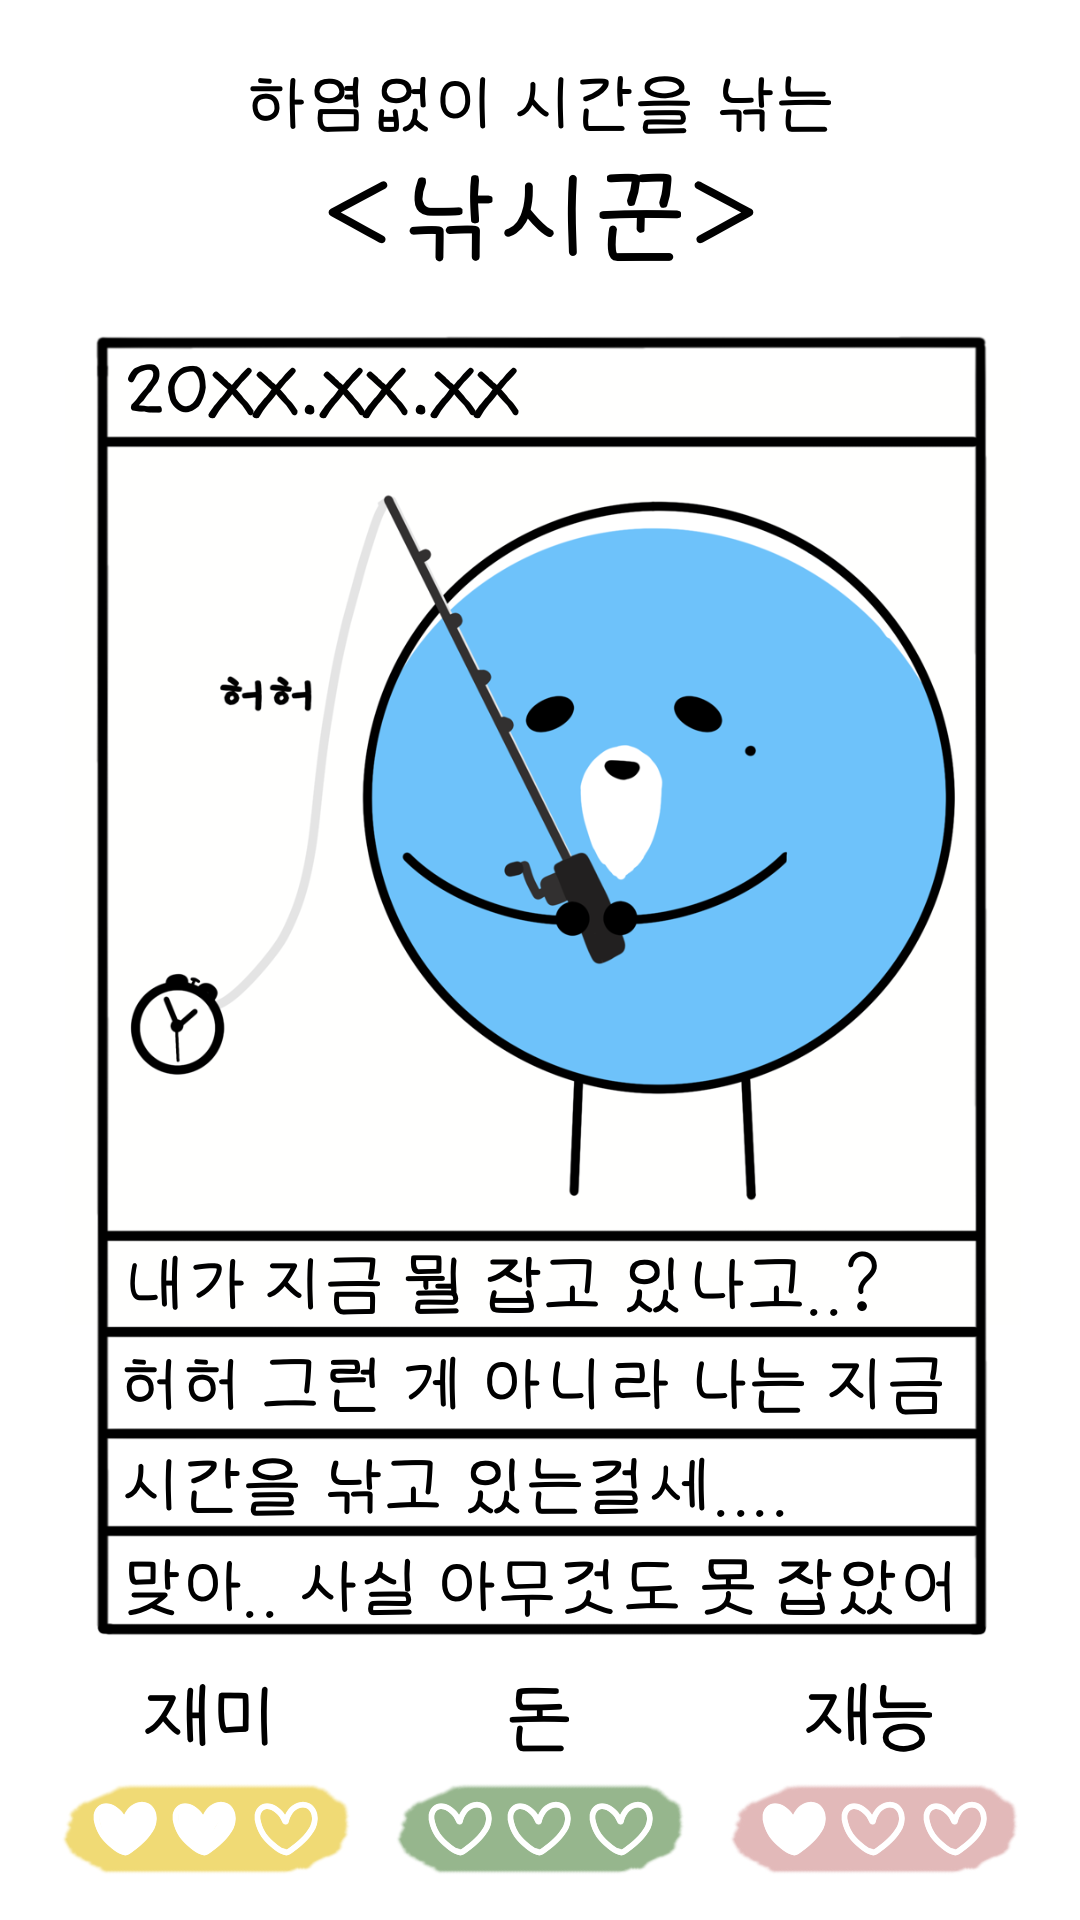 하염없이 시간을 낚는
<낚시꾼>
20XX.XX.XX
허허
내가 지금 뭘 잡고 있나고..?
허허 그런 게 아니라 나는 지금
시간을 낚고 있는걸세....
맞아.. 사실 아무것도 못 잡았어
재미 돈 재능